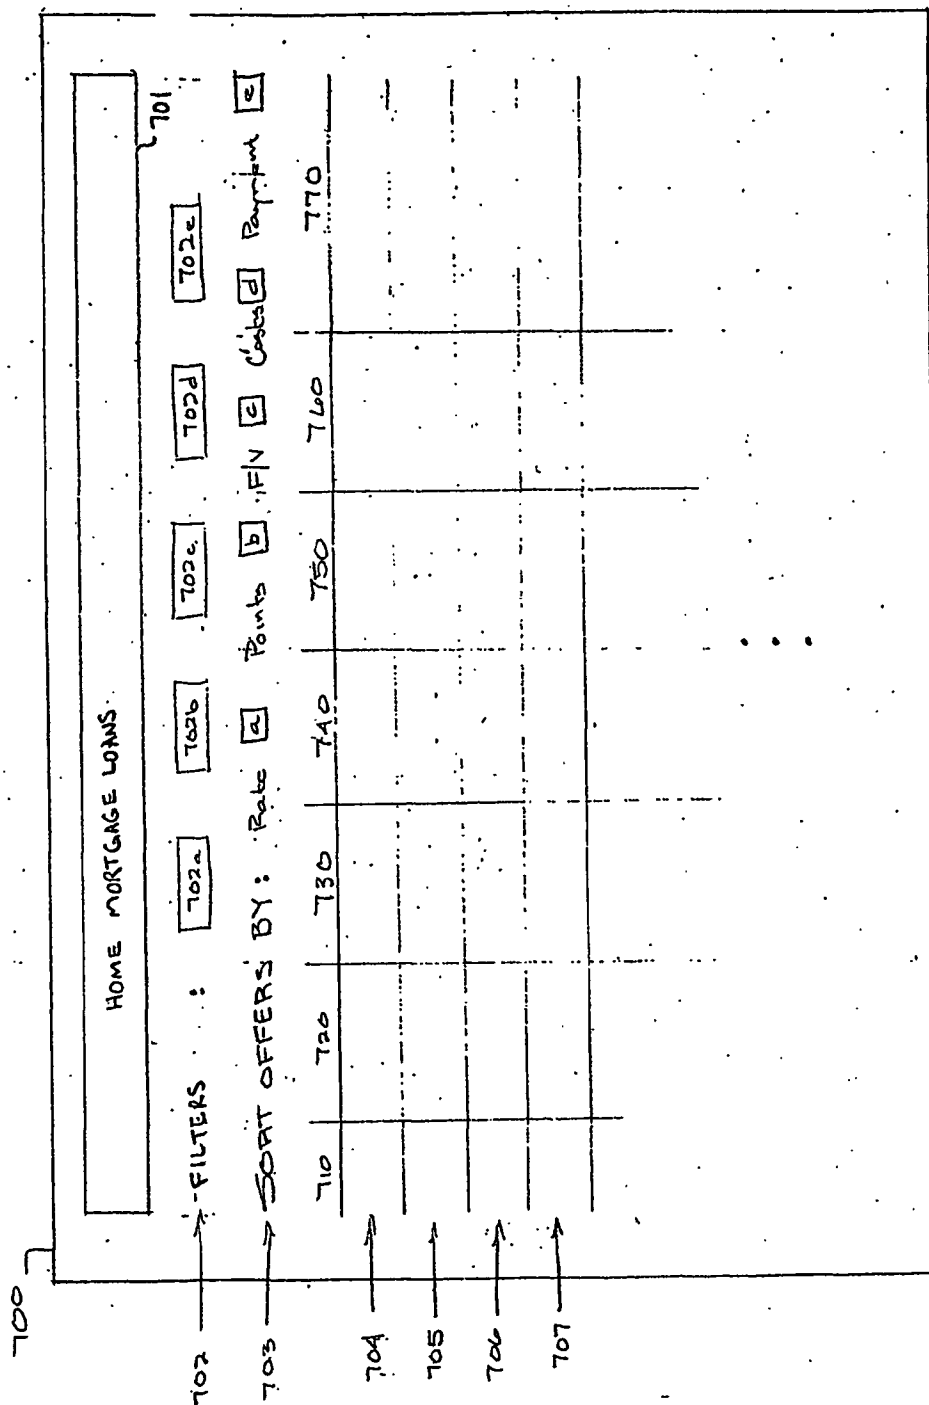 700
HOME MORTGAGE LOANS
701
702 FILTERS : 702a 702b 702c 702d 702e
703 SORT OFFERS BY: Rate a Points b F/V c Costs d Payment e
710 720 730 740 750 760 770
704
705
706
707